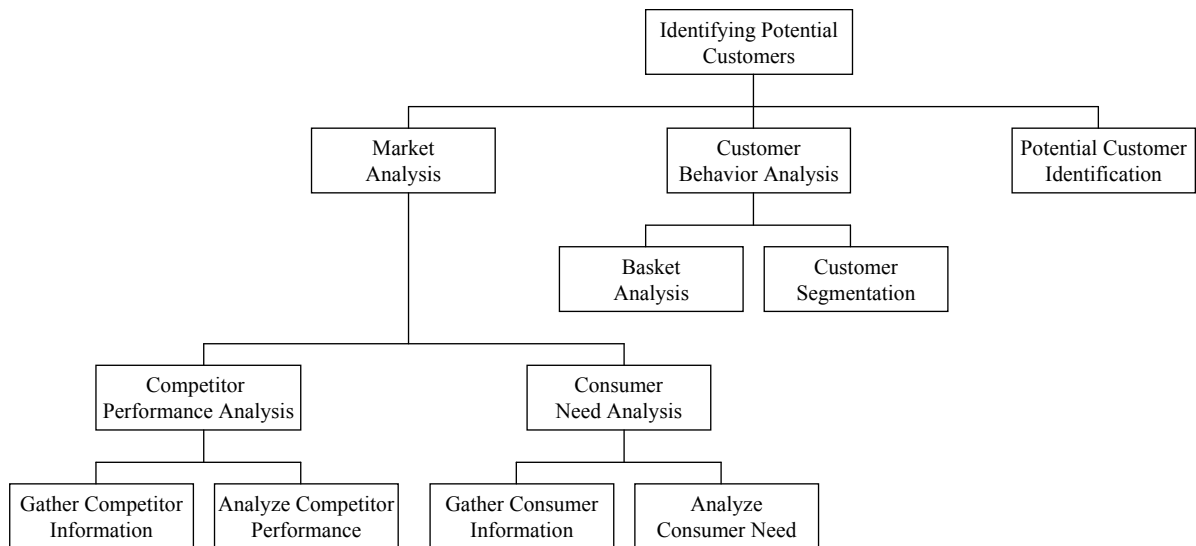 Identifying Potential
Customers
Market
Analysis
Customer
Behavior Analysis
Potential Customer
Identification
Basket
Analysis
Customer
Segmentation
Competitor
Performance Analysis
Consumer
Need Analysis
Gather Competitor
Information
Analyze Competitor
Performance
Gather Consumer
Information
Analyze
Consumer Need